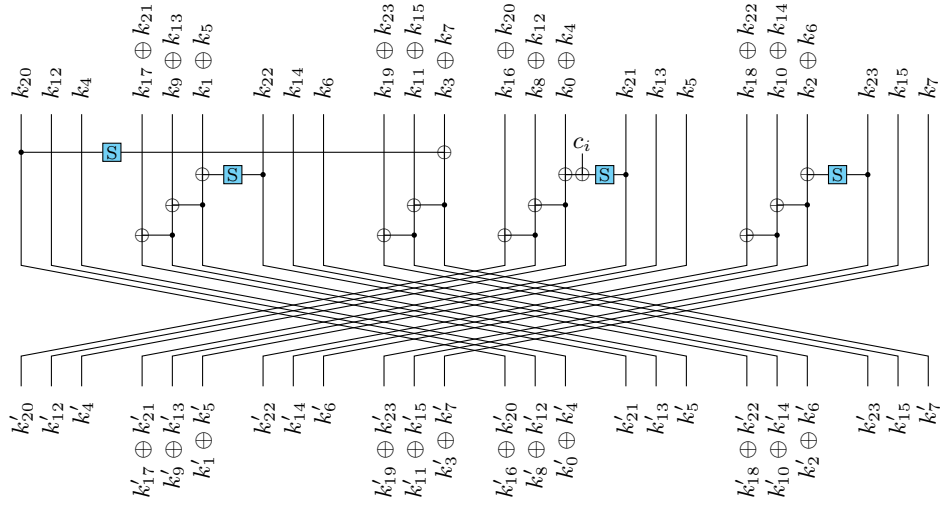 k₂₀ k₁₂ k₄ k₁₇ ⊕ k₂₁ k₉ ⊕ k₁₃ k₁ ⊕ k₅ k₂₂ k₁₄ k₆ k₁₉ ⊕ k₂₃ k₁₁ ⊕ k₁₅ k₃ ⊕ k₇ k₁₆ ⊕ k₂₀ k₈ ⊕ k₁₂ k₀ ⊕ k₄ k₂₁ k₁₃ k₅ k₁₈ ⊕ k₂₂ k₁₀ ⊕ k₁₄ k₂ ⊕ k₆ k₂₃ k₁₅ k₇
cᵢ
S
S S S
k′₂₀ k′₁₂ k′₄ k′₁₇ ⊕ k′₂₁ k′₉ ⊕ k′₁₃ k′₁ ⊕ k′₅ k′₂₂ k′₁₄ k′₆ k′₁₉ ⊕ k′₂₃ k′₁₁ ⊕ k′₁₅ k′₃ ⊕ k′₇ k′₁₆ ⊕ k′₂₀ k′₈ ⊕ k′₁₂ k′₀ ⊕ k′₄ k′₂₁ k′₁₃ k′₅ k′₁₈ ⊕ k′₂₂ k′₁₀ ⊕ k′₁₄ k′₂ ⊕ k′₆ k′₂₃ k′₁₅ k′₇